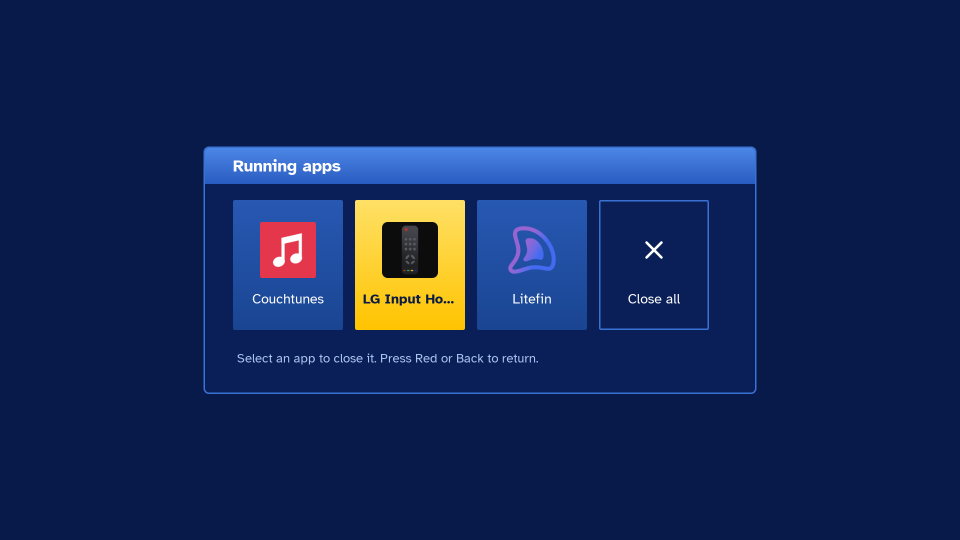 Running apps
Couchtunes
LG Input Ho...
Litefin
Close all
Select an app to close it. Press Red or Back to return.